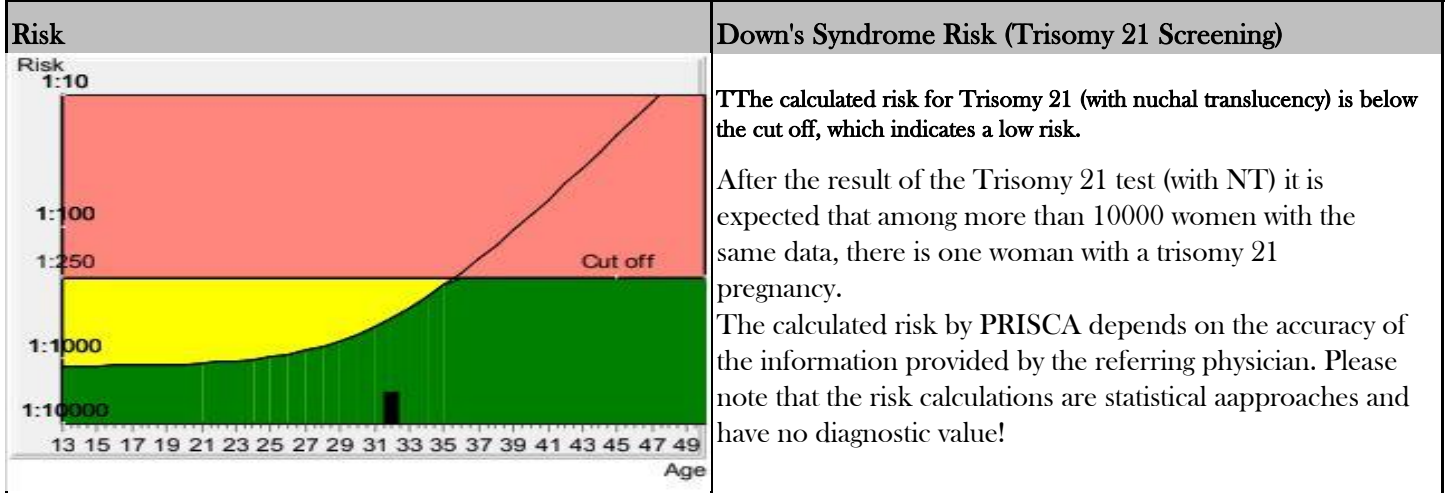 Risk
Risk
1:10
1:100
1:250
Cut off
1:1000
1:10000
13 15 17 19 21 23 25 27 29 31 33 35 37 39 41 43 45 47 49
Age
Down's Syndrome Risk (Trisomy 21 Screening)
TThe calculated risk for Trisomy 21 (with nuchal translucency) is below
the cut off, which indicates a low risk.
After the result of the Trisomy 21 test (with NT) it is
expected that among more than 10000 women with the
same data, there is one woman with a trisomy 21
pregnancy.
The calculated risk by PRISCA depends on the accuracy of
the information provided by the referring physician. Please
note that the risk calculations are statistical aapproaches and
have no diagnostic value!